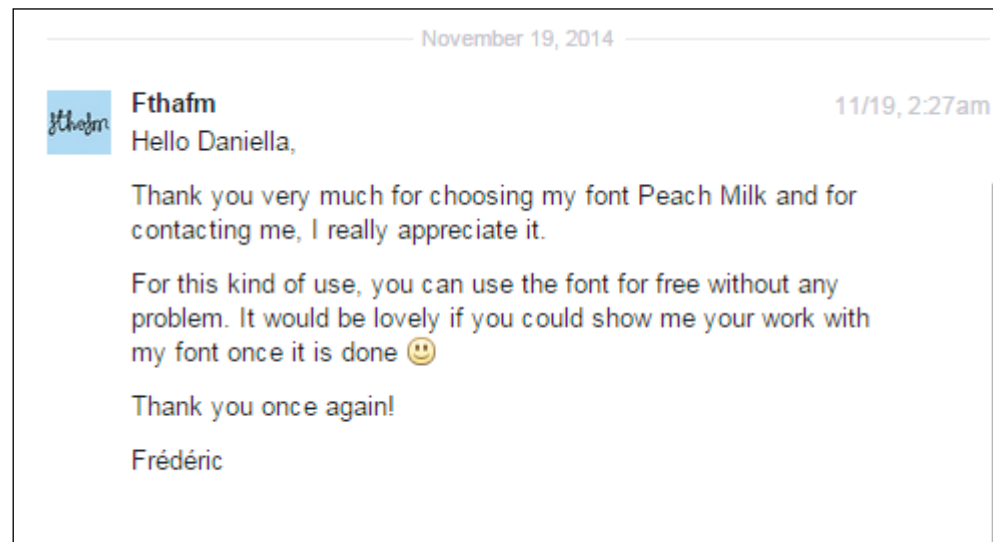 November 19, 2014
fthafm
Fthafm
11/19, 2:27am
Hello Daniella,
Thank you very much for choosing my font Peach Milk and for
contacting me, I really appreciate it.
For this kind of use, you can use the font for free without any
problem. It would be lovely if you could show me your work with
my font once it is done
Thank you once again!
Frédéric